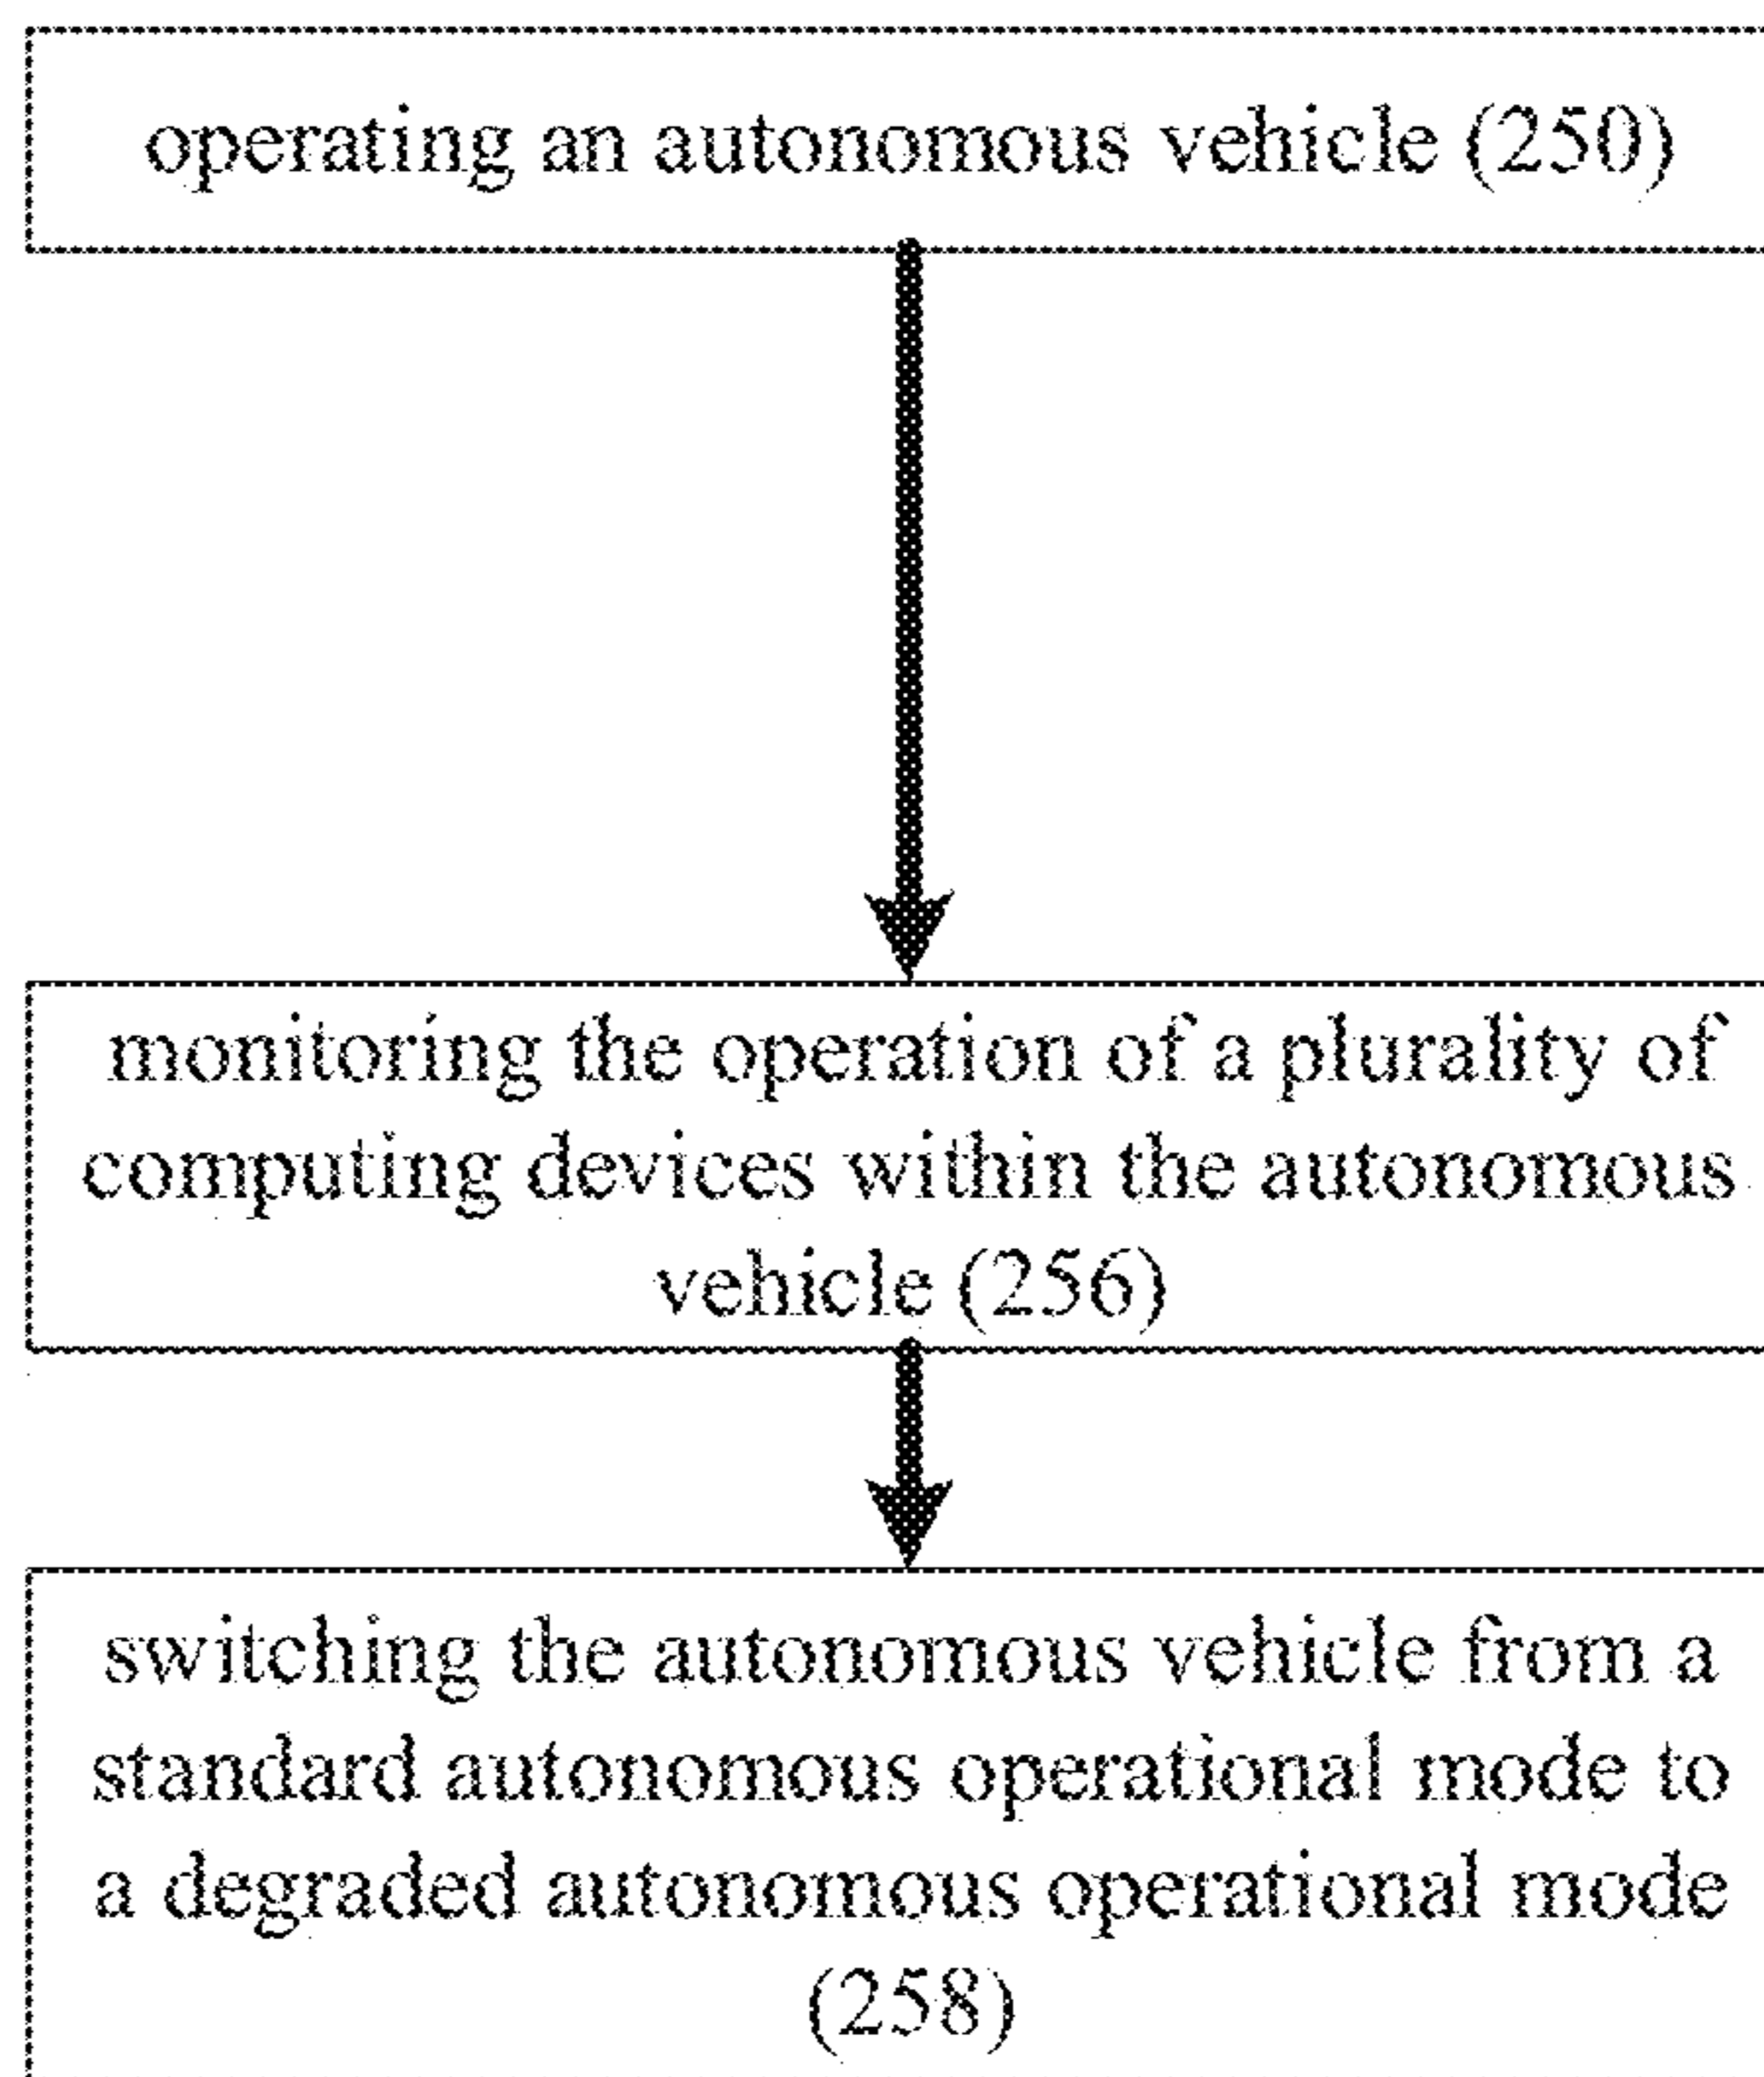 operating an autonomous vehicle (250)
monitoring the operation of a plurality of
computing devices within the autonomous
vehicle (256)
switching the autonomous vehicle from a
standard autonomous operational mode to
a degraded autonomous operational mode
(258)